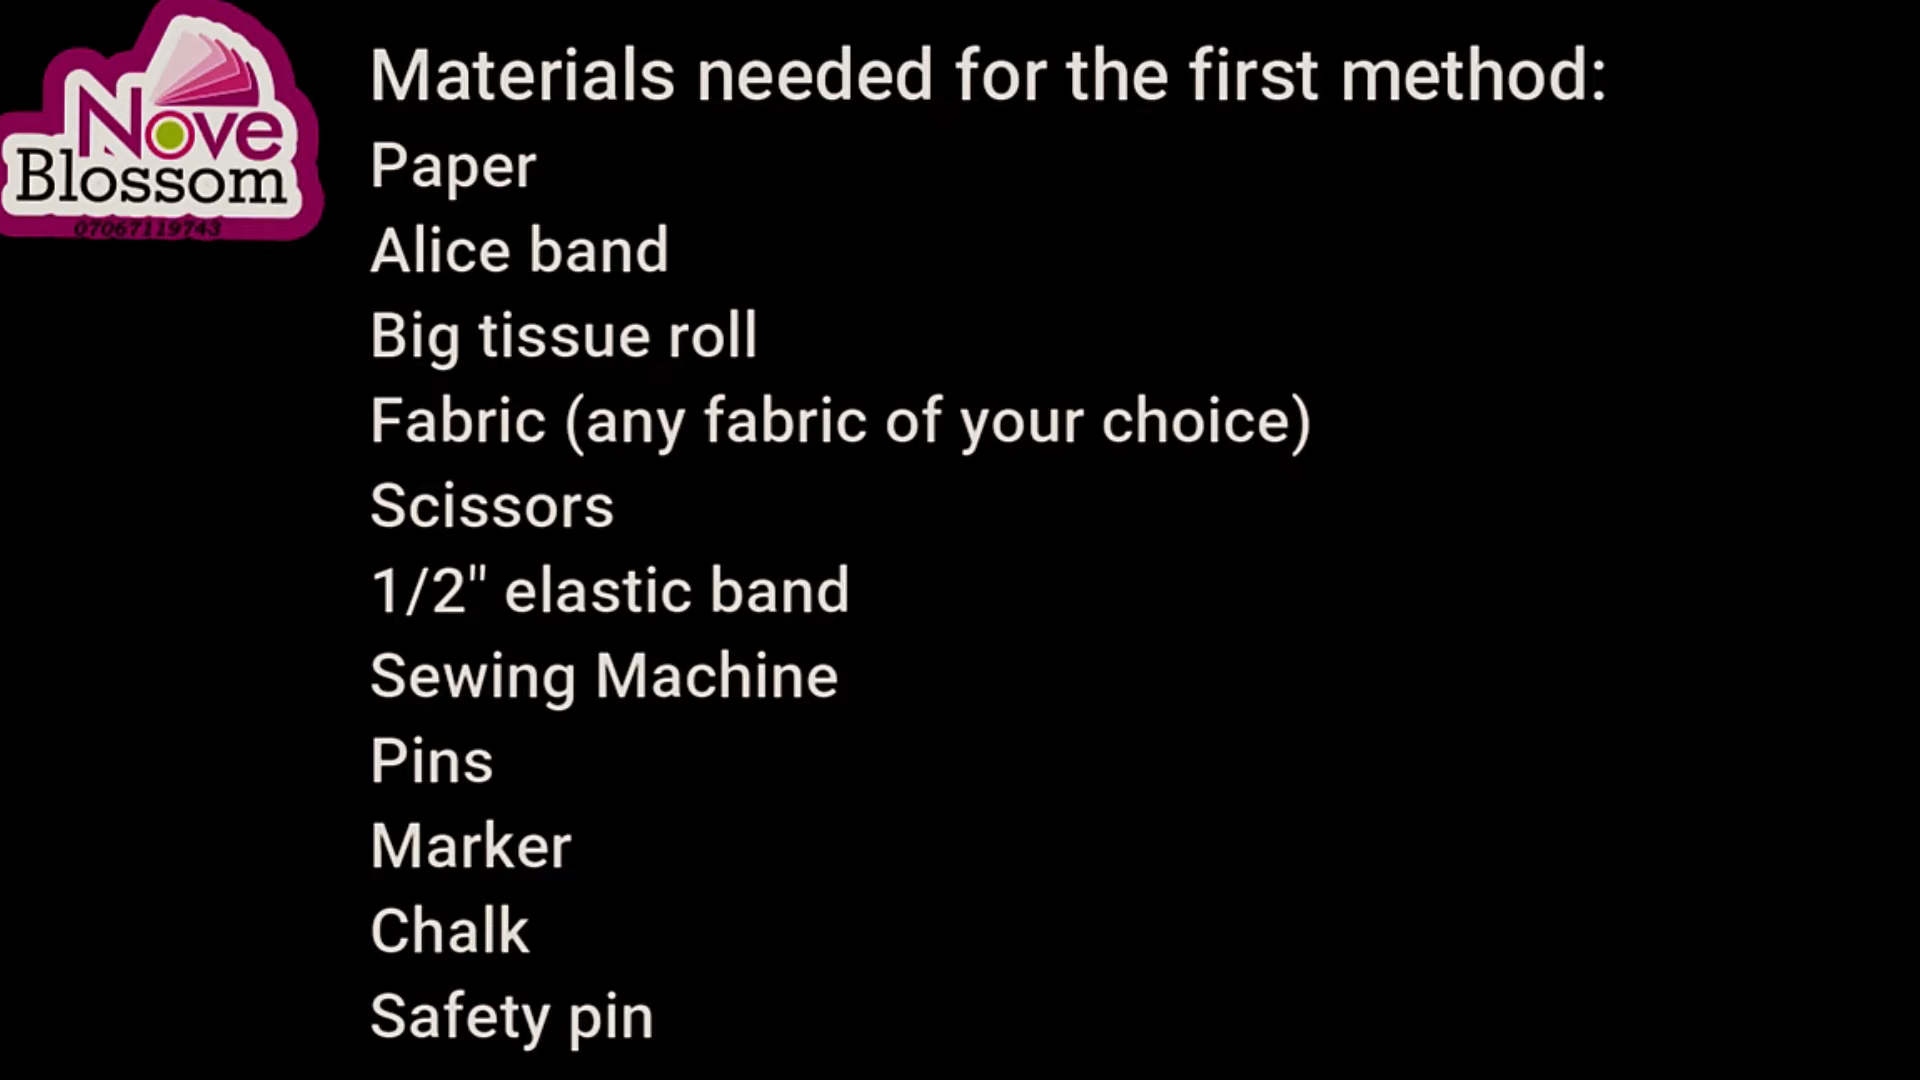 Nove
Blossom
07067119743
Materials needed for the first method:
Paper
Alice band
Big tissue roll
Fabric (any fabric of your choice)
Scissors
1/2" elastic band
Sewing Machine
Pins
Marker
Chalk
Safety pin